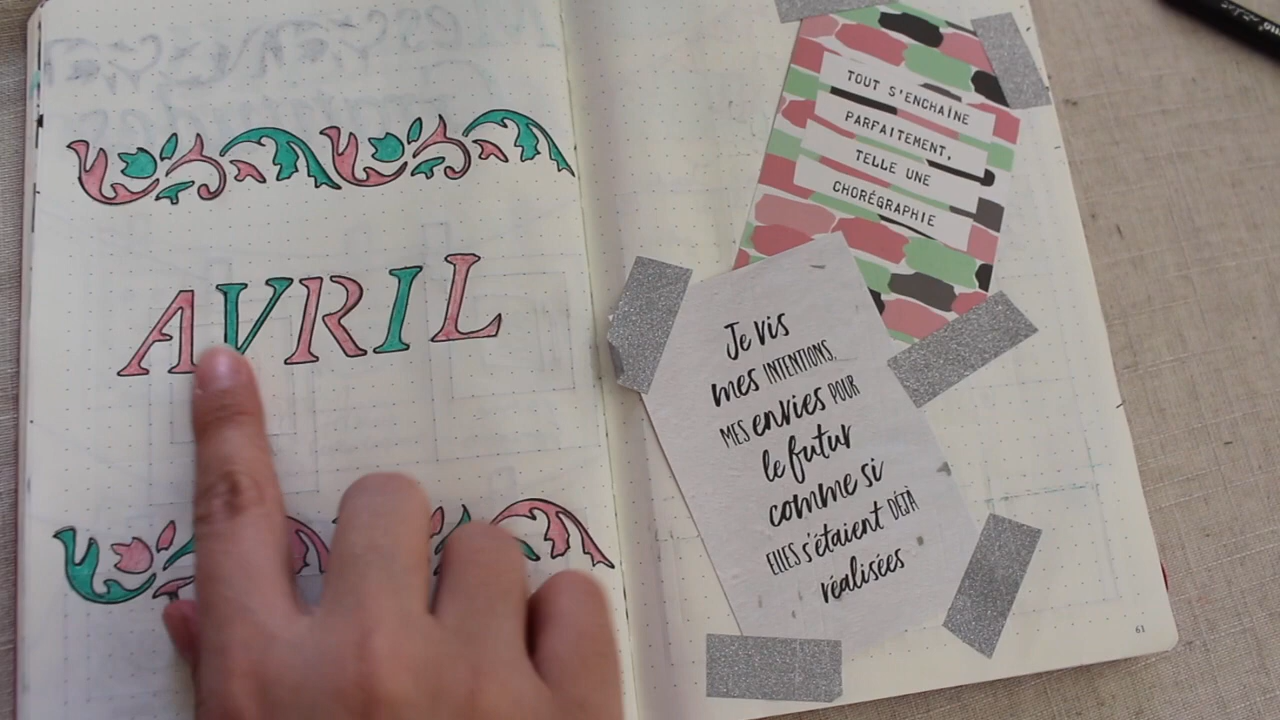 AVRIL
TOUT S'ENCHAÎNE
PARFAITEMENT,
TELLE UNE
CHORÉGRAPHIE
Je vis
mes INTENTIONS,
MES envies POUR
le futur
comme si
ELLES s'étaient DÉJÀ
réalisées
61